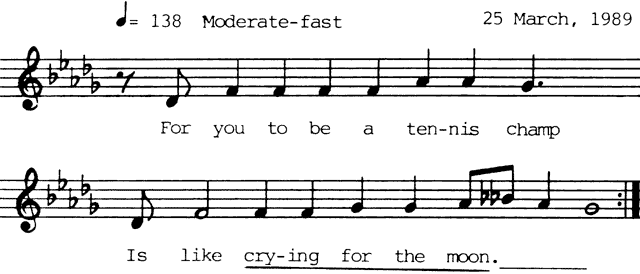 ♩= 138 Moderate-fast 25 March, 1989
For you to be a ten-nis champ
Is like cry-ing for the moon.